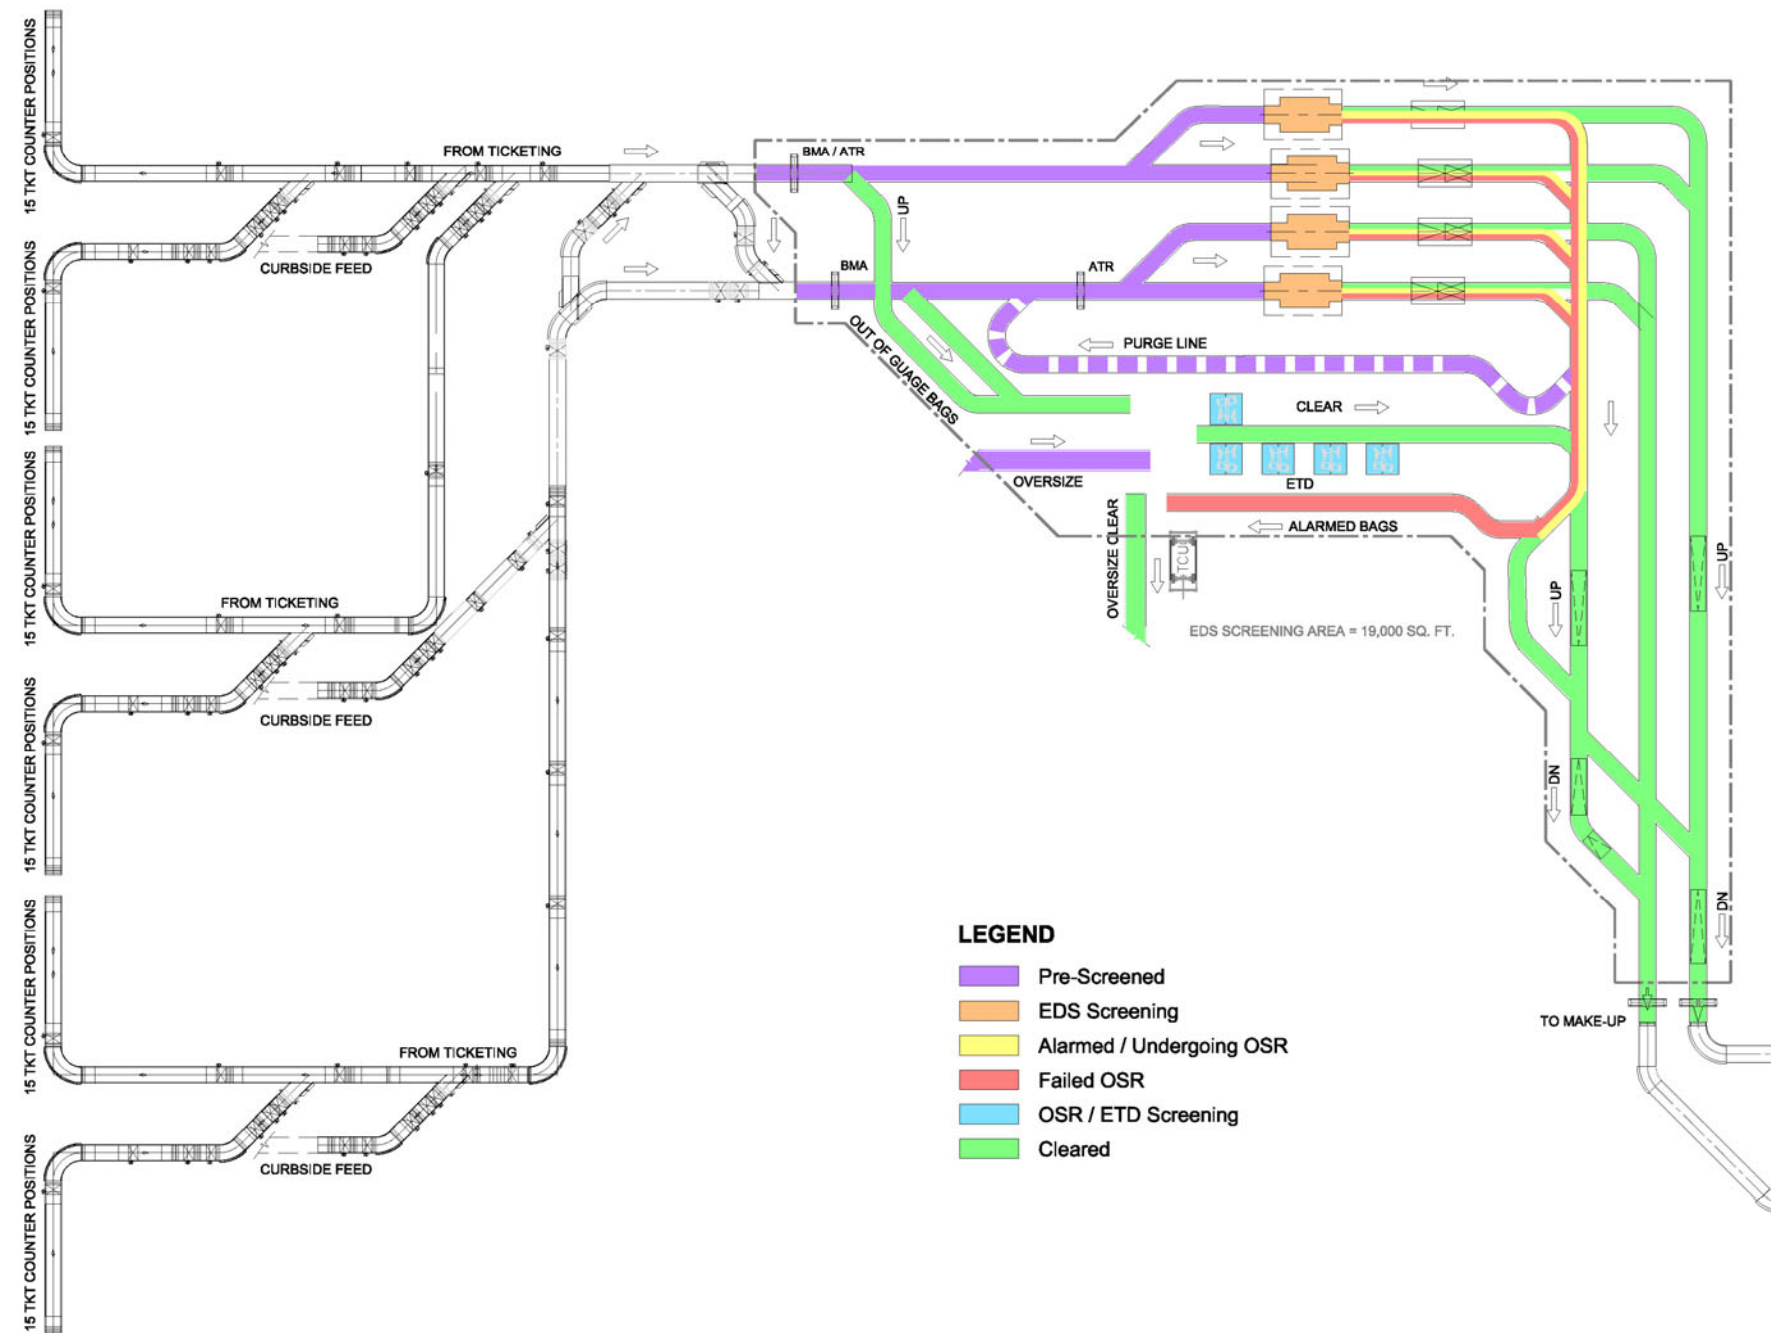 15 TKT COUNTER POSITIONS
15 TKT COUNTER POSITIONS
15 TKT COUNTER POSITIONS
15 TKT COUNTER POSITIONS
15 TKT COUNTER POSITIONS
15 TKT COUNTER POSITIONS
FROM TICKETING
CURBSIDE FEED
FROM TICKETING
CURBSIDE FEED
FROM TICKETING
CURBSIDE FEED
BMA / ATR
UP
BMA
ATR
OUT OF GUAGE BAGS
PURGE LINE
CLEAR
OVERSIZE
ETD
ALARMED BAGS
OVERSIZE CLEAR
TCU
EDS SCREENING AREA = 19,000 SQ. FT.
UP
UP
DN
DN
TO MAKE-UP
LEGEND
Pre-Screened
EDS Screening
Alarmed / Undergoing OSR
Failed OSR
OSR / ETD Screening
Cleared